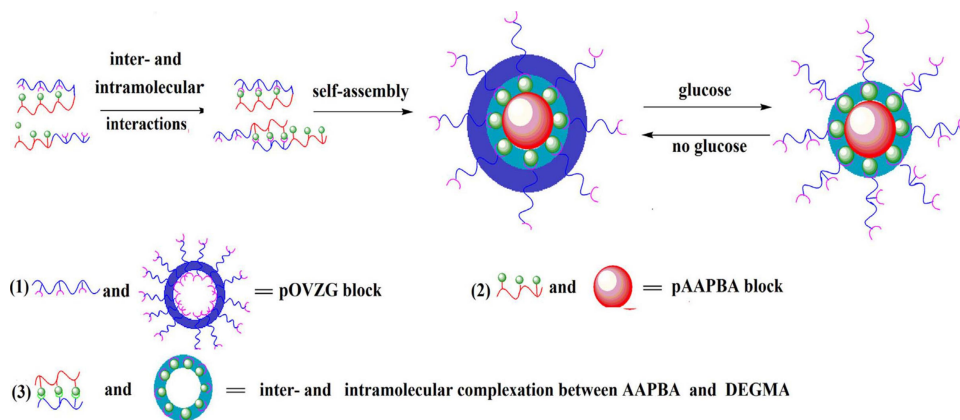 inter- and
intramolecular
interactions
self-assembly
glucose
no glucose
(1) and = pOVZG block
(2) and = pAAPBA block
(3) and = inter- and intramolecular complexation between AAPBA and DEGMA